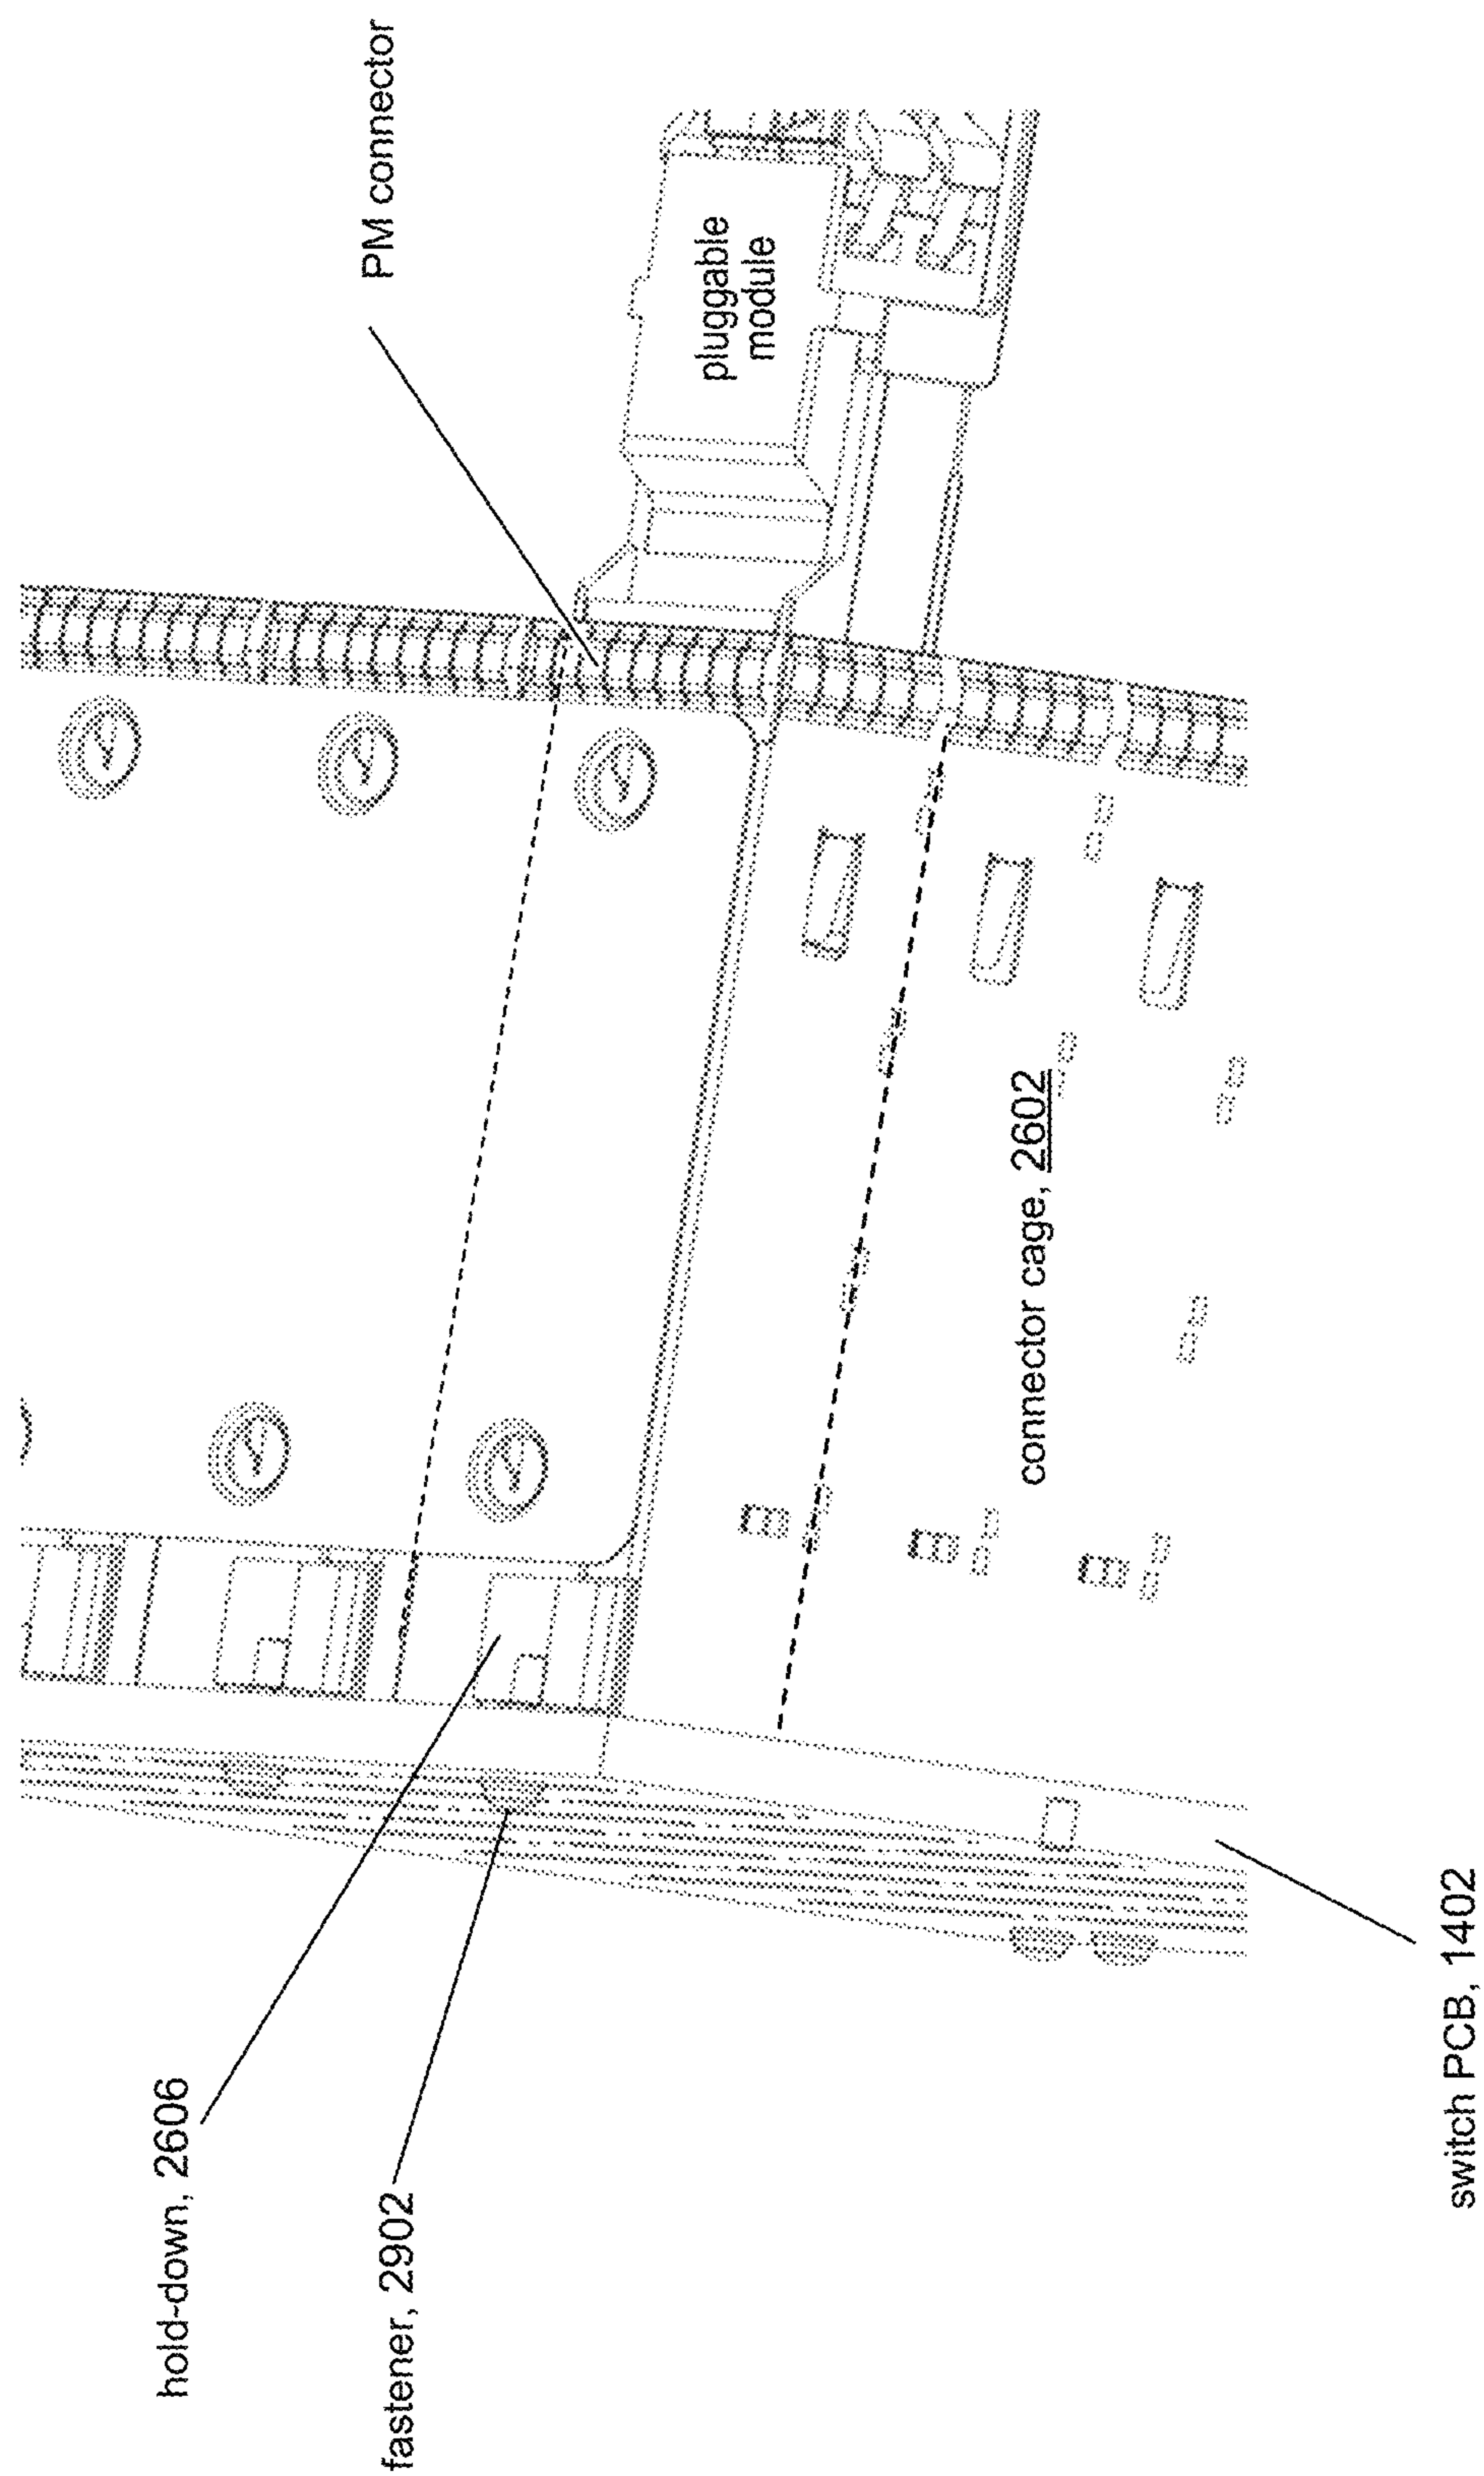 hold-down, 2606
fastener, 2902
PM connector
pluggable
module
connector cage, 2602
switch PCB, 1402